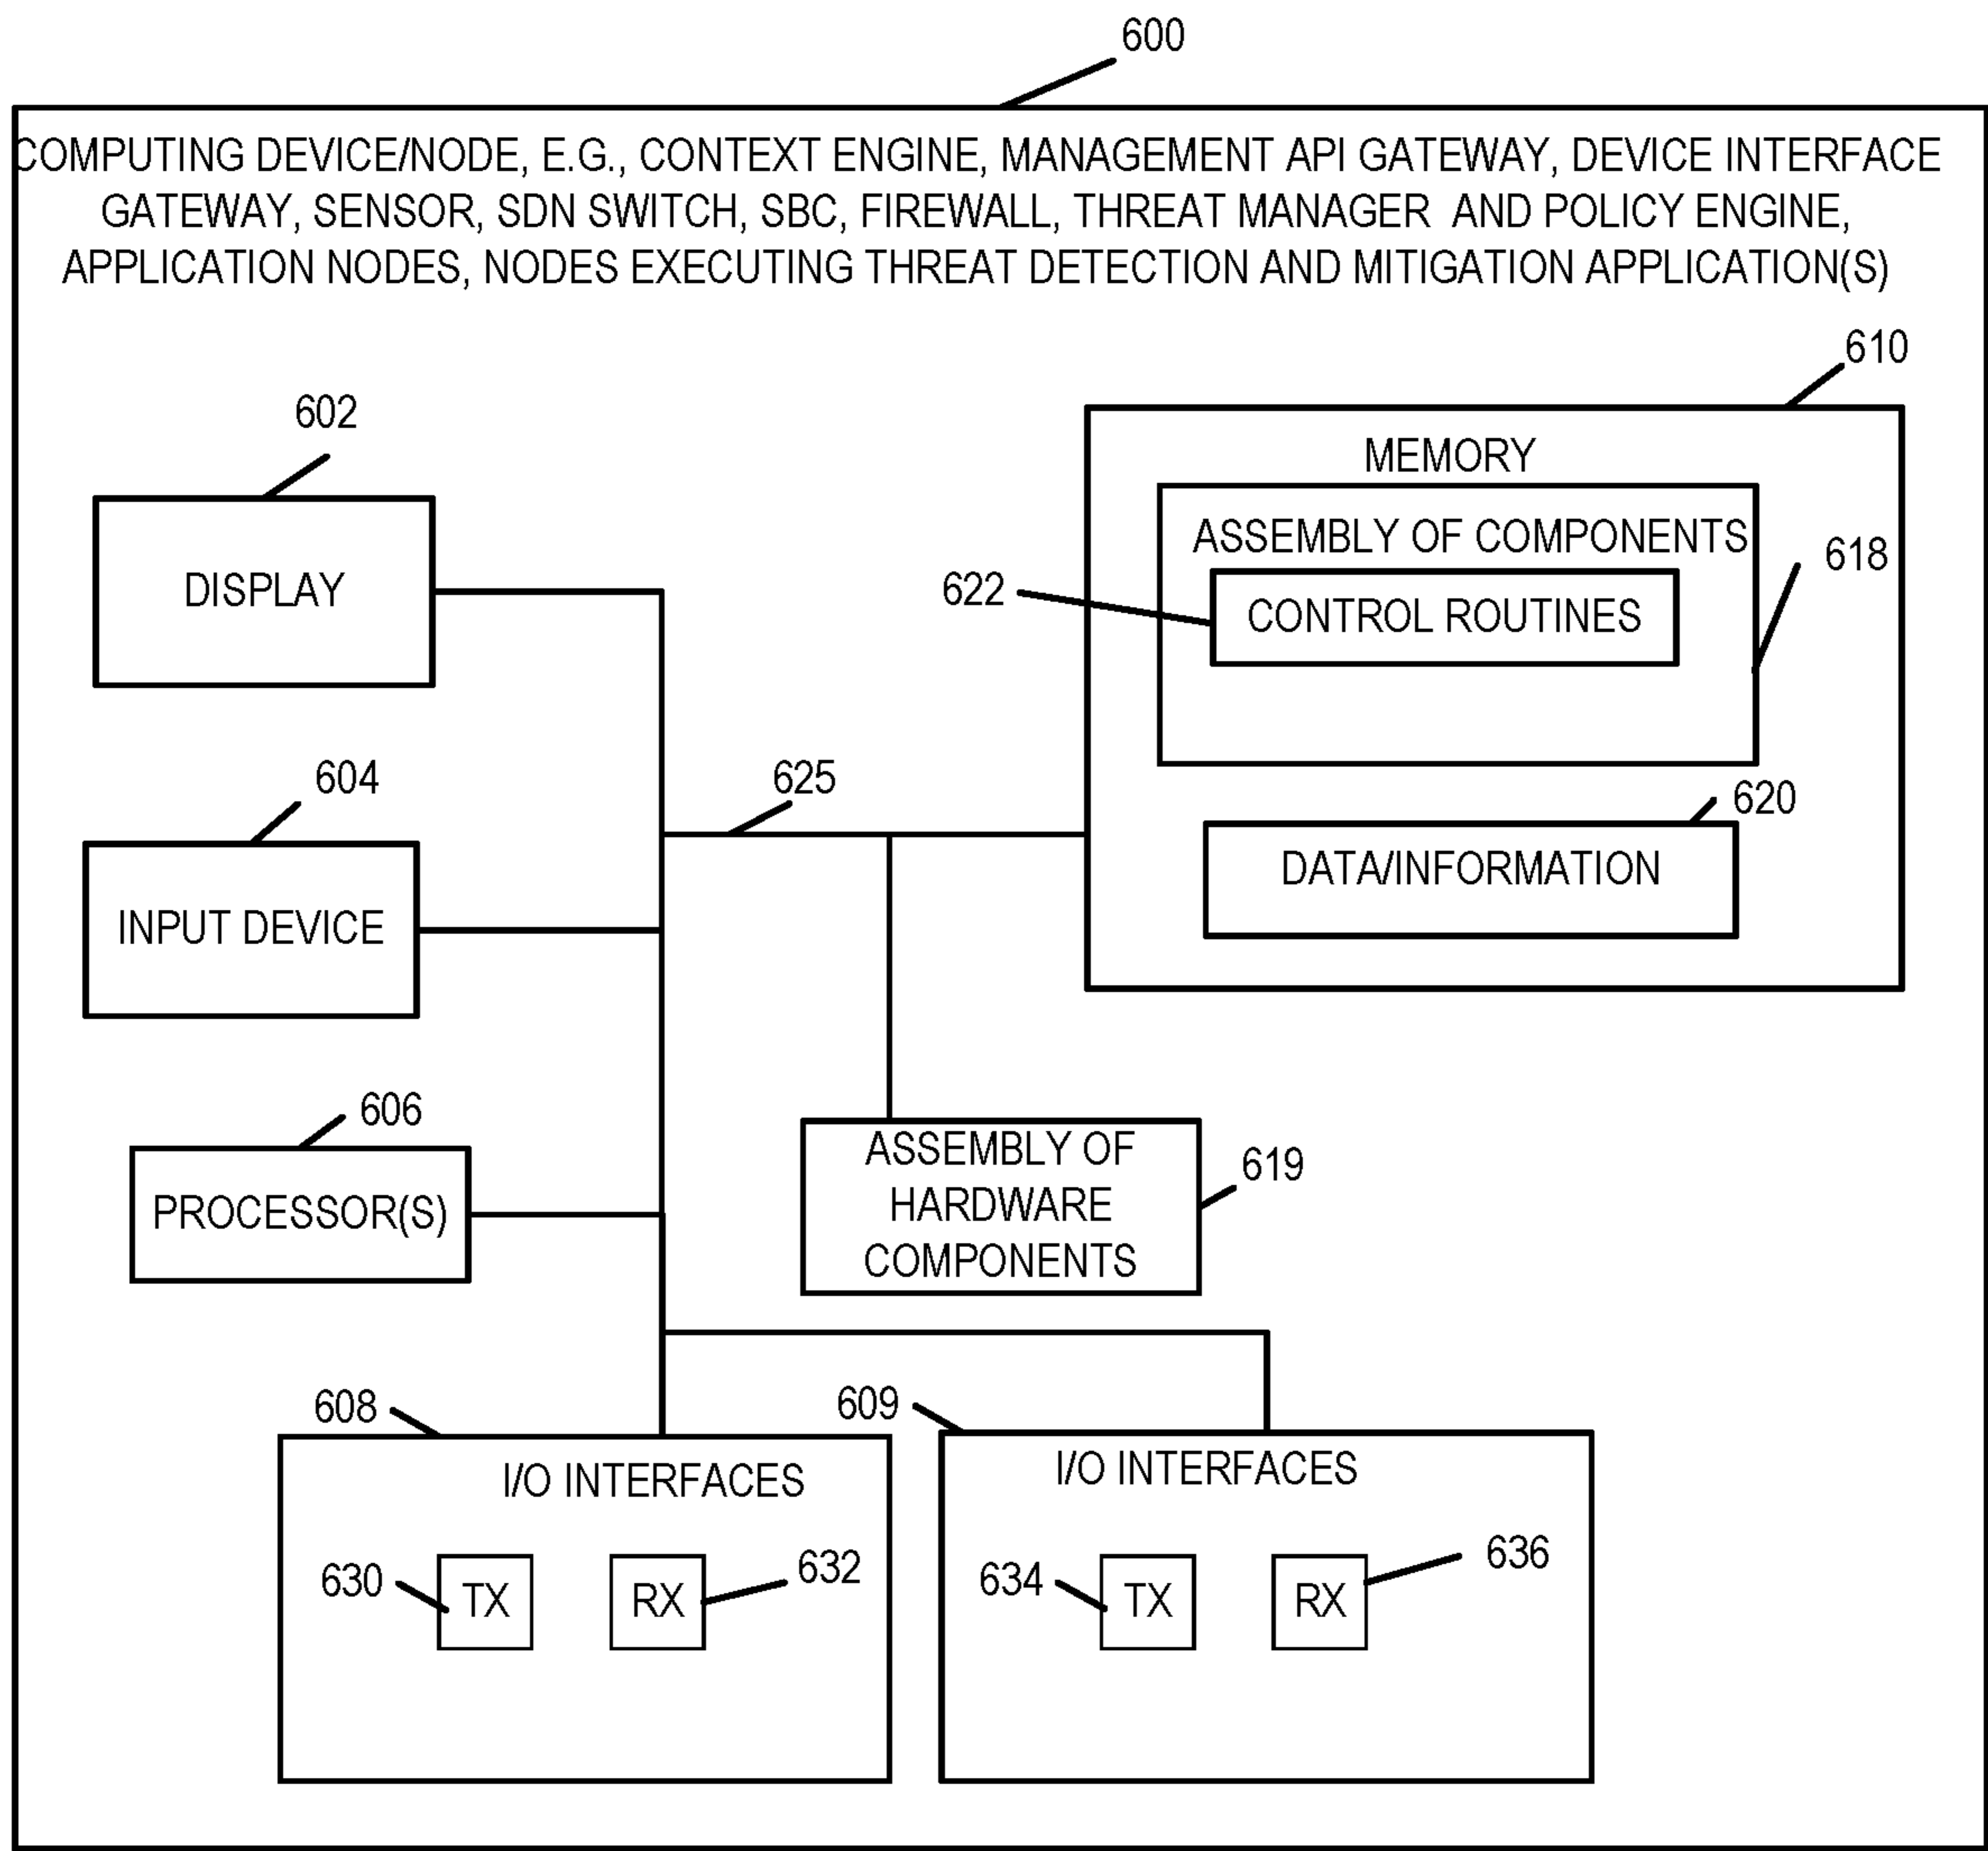 600
COMPUTING DEVICE/NODE, E.G., CONTEXT ENGINE, MANAGEMENT API GATEWAY, DEVICE INTERFACE
GATEWAY, SENSOR, SDN SWITCH, SBC, FIREWALL, THREAT MANAGER AND POLICY ENGINE,
APPLICATION NODES, NODES EXECUTING THREAT DETECTION AND MITIGATION APPLICATION(S)
610
602
MEMORY
ASSEMBLY OF COMPONENTS
618
DISPLAY
622
CONTROL ROUTINES
604
625
620
DATA/INFORMATION
INPUT DEVICE
606
ASSEMBLY OF
HARDWARE
COMPONENTS
619
PROCESSOR(S)
608
609
I/O INTERFACES
I/O INTERFACES
630
TX
RX
632
634
TX
RX
636